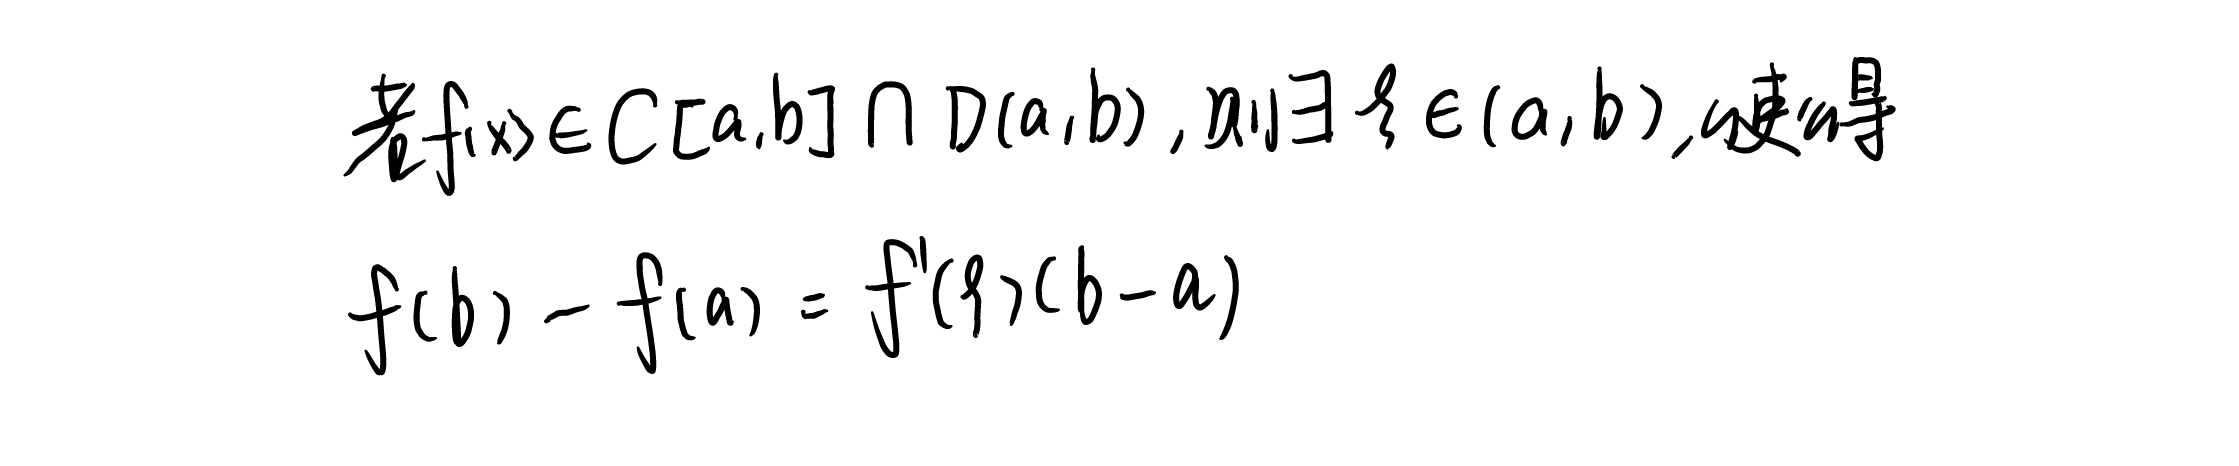 若f(x)∈C[a,b]∩D(a,b),则∃ξ∈(a,b),使得
f(b)-f(a)=f'(ξ)(b-a)